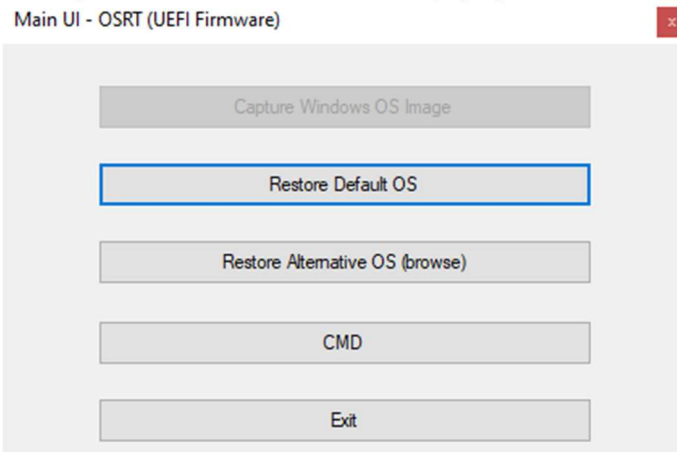 Main UI - OSRT (UEFI Firmware)
x
Capture Windows OS Image
Restore Default OS
Restore Alternative OS (browse)
CMD
Exit